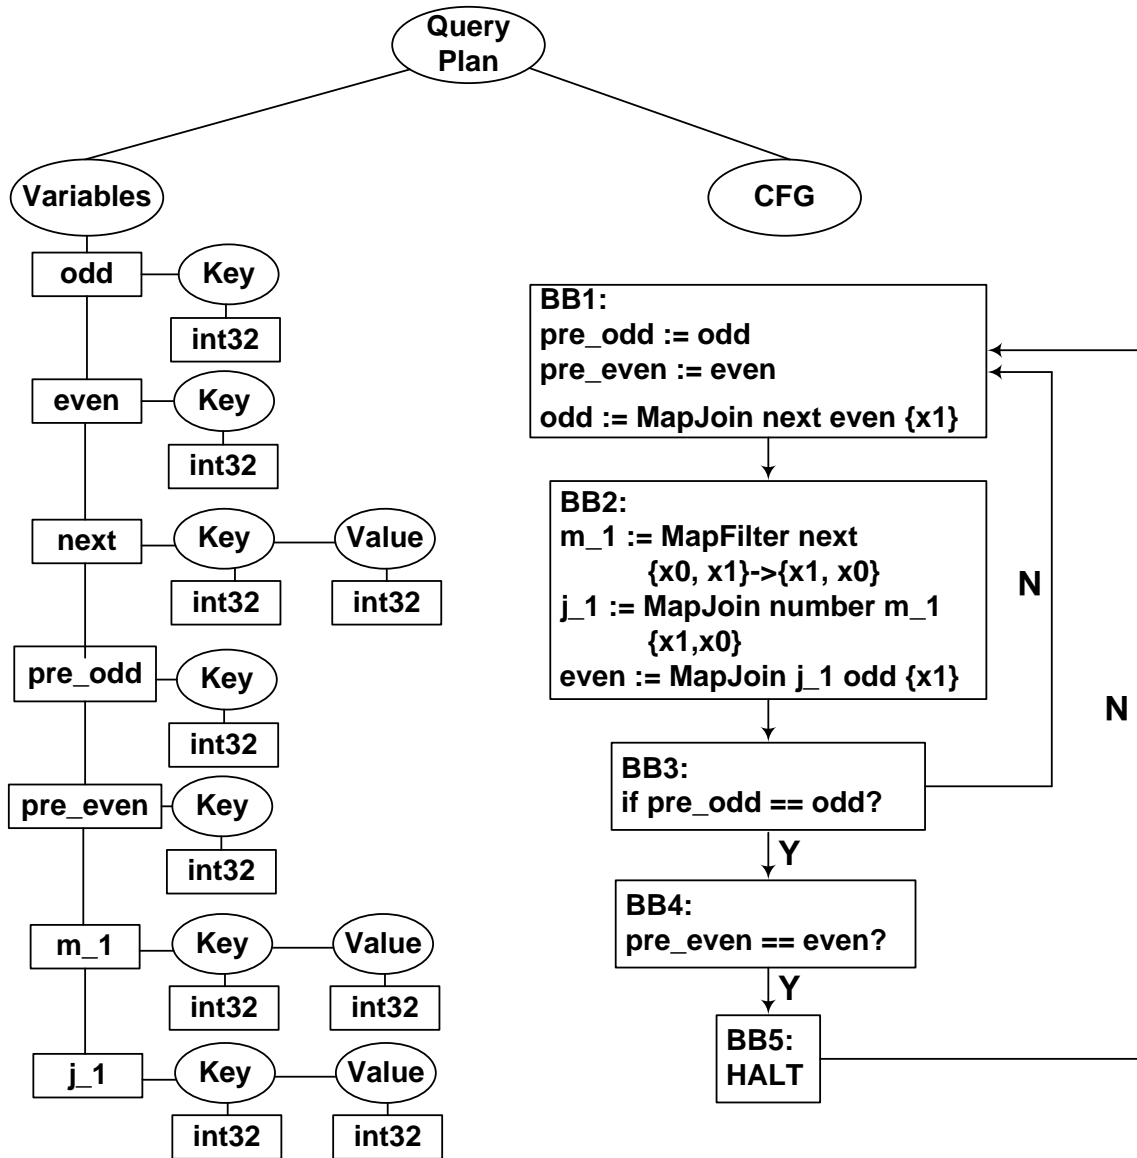 Query
Plan
Variables
CFG
odd
Key
int32
even
Key
int32
next
Key
Value
int32
int32
pre_odd
Key
int32
pre_even
Key
int32
m_1
Key
Value
int32
int32
j_1
Key
Value
int32
int32
BB1:
pre_odd := odd
pre_even := even
odd := MapJoin next even {x1}
BB2:
m_1 := MapFilter next
{x0, x1}->{x1, x0}
j_1 := MapJoin number m_1
{x1,x0}
even := MapJoin j_1 odd {x1}
N
N
BB3:
if pre_odd == odd?
Y
BB4:
pre_even == even?
Y
BB5:
HALT